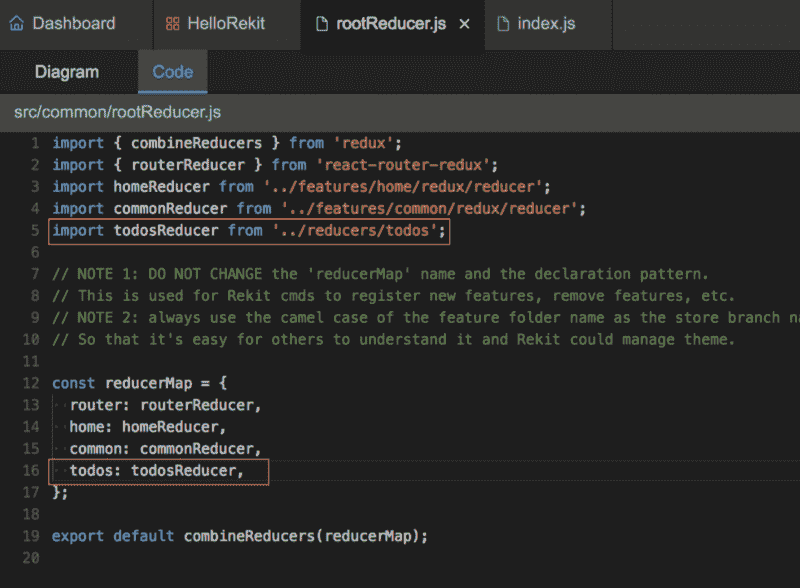 Dashboard HelloRekit rootReducer.js × index.js
Diagram Code
src/common/rootReducer.js
1 import { combineReducers } from 'redux';
2 import { routerReducer } from 'react-router-redux';
3 import homeReducer from '../features/home/redux/reducer';
4 import commonReducer from '../features/common/redux/reducer';
5 import todosReducer from '../reducers/todos';
6
7 // NOTE 1: DO NOT CHANGE the 'reducerMap' name and the declaration pattern.
8 // This is used for Rekit cmds to register new features, remove features, etc.
9 // NOTE 2: always use the camel case of the feature folder name as the store branch
10 // So that it's easy for others to understand it and Rekit could manage theme.
11
12 const reducerMap = {
13 router: routerReducer,
14 home: homeReducer,
15 common: commonReducer,
16 todos: todosReducer,
17 };
18
19 export default combineReducers(reducerMap);
20